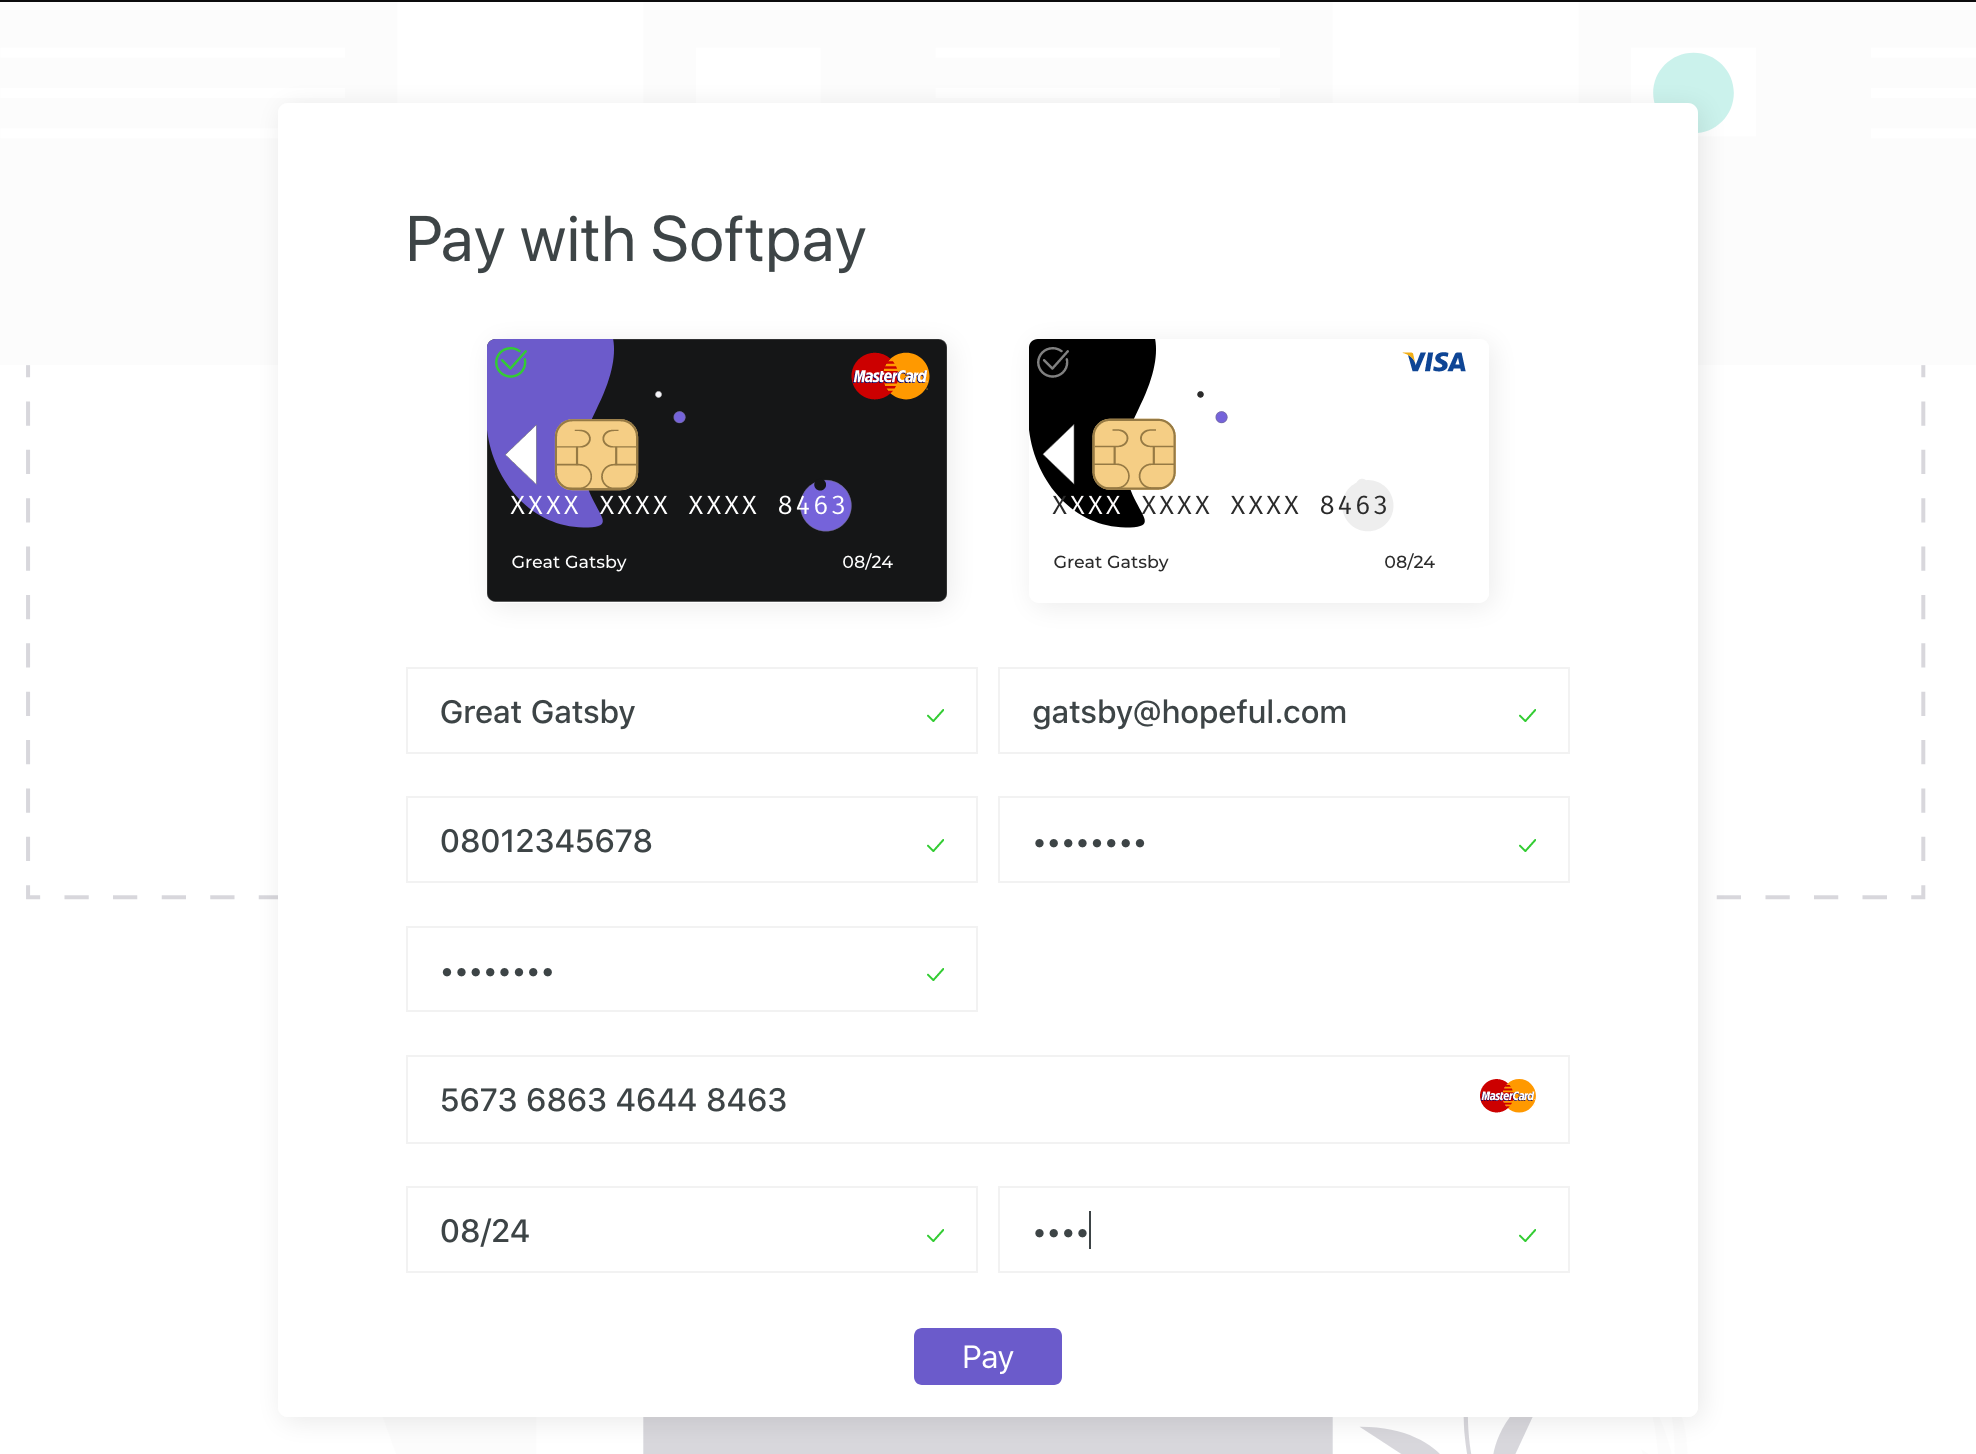 Pay with Softpay
MasterCard
XXXX XXXX XXXX 8463
Great Gatsby 08/24
VISA
XXXX XXXX XXXX 8463
Great Gatsby 08/24
Great Gatsby
gatsby@hopeful.com
08012345678
••••••••
••••••••
5673 6863 4644 8463
MasterCard
08/24
••••
Pay